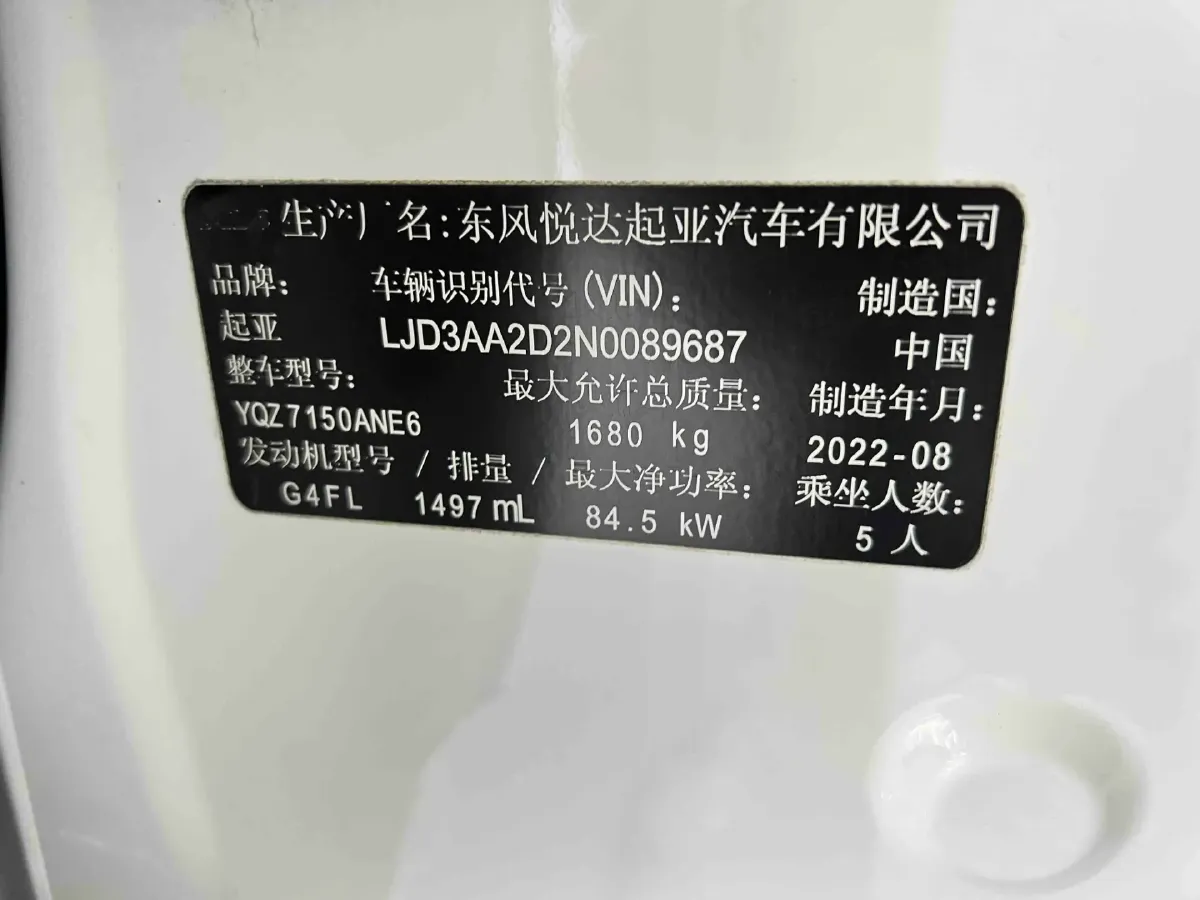 生产厂名:东风悦达起亚汽车有限公司
品牌: 车辆识别代号(VIN): 制造国:
起亚 LJD3AA2D2N0089687 中国
整车型号: 最大允许总质量: 制造年月:
YQZ7150ANE6 1680 kg 2022-08
发动机型号 / 排量 / 最大净功率: 乘坐人数:
G4FL 1497 mL 84.5 kW 5 人